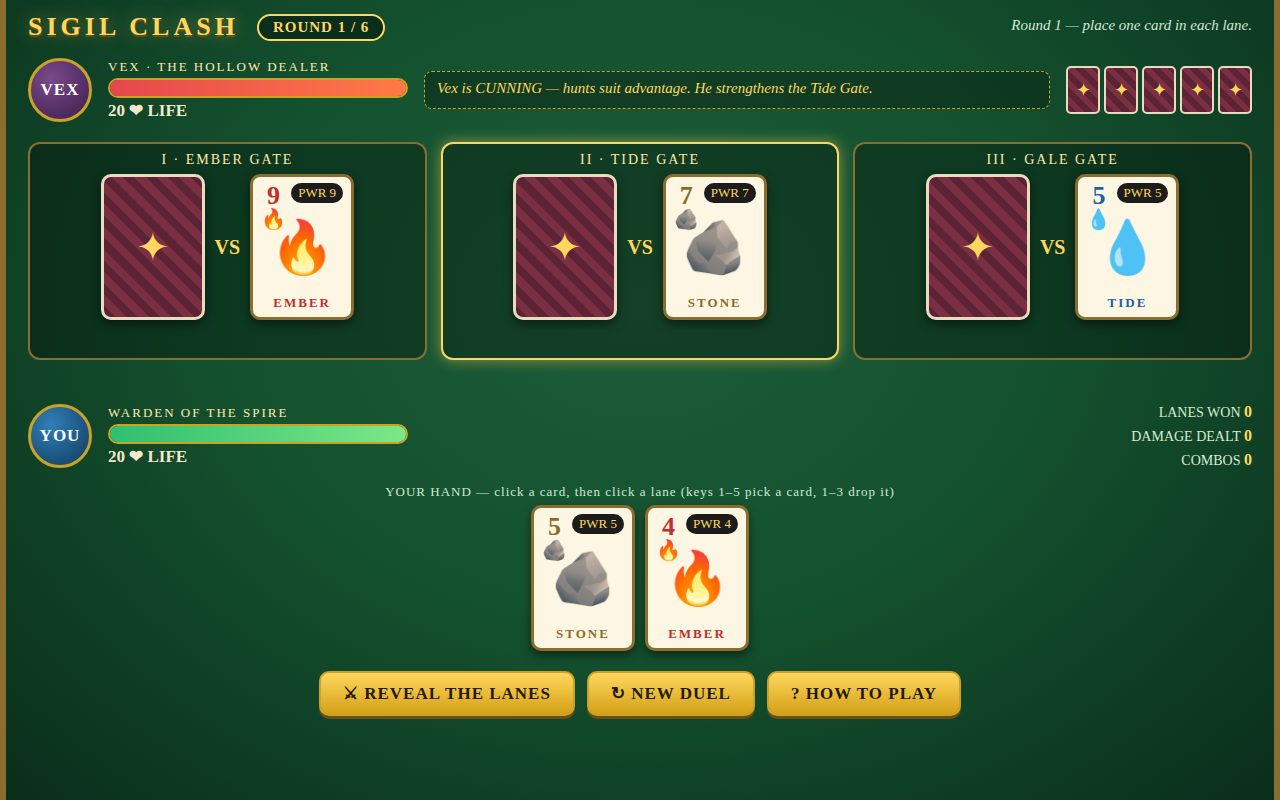 SIGIL CLASH
ROUND 1 / 6
Round 1 — place one card in each lane.
VEX
VEX · THE HOLLOW DEALER
20 ❤ LIFE
Vex is CUNNING — hunts suit advantage. He strengthens the Tide Gate.
I · EMBER GATE
VS
9
PWR 9
EMBER
II · TIDE GATE
VS
7
PWR 7
STONE
III · GALE GATE
VS
5
PWR 5
TIDE
YOU
WARDEN OF THE SPIRE
20 ❤ LIFE
LANES WON 0
DAMAGE DEALT 0
COMBOS 0
YOUR HAND — click a card, then click a lane (keys 1–5 pick a card, 1–3 drop it)
5
PWR 5
STONE
4
PWR 4
EMBER
⚔ REVEAL THE LANES
↻ NEW DUEL
? HOW TO PLAY